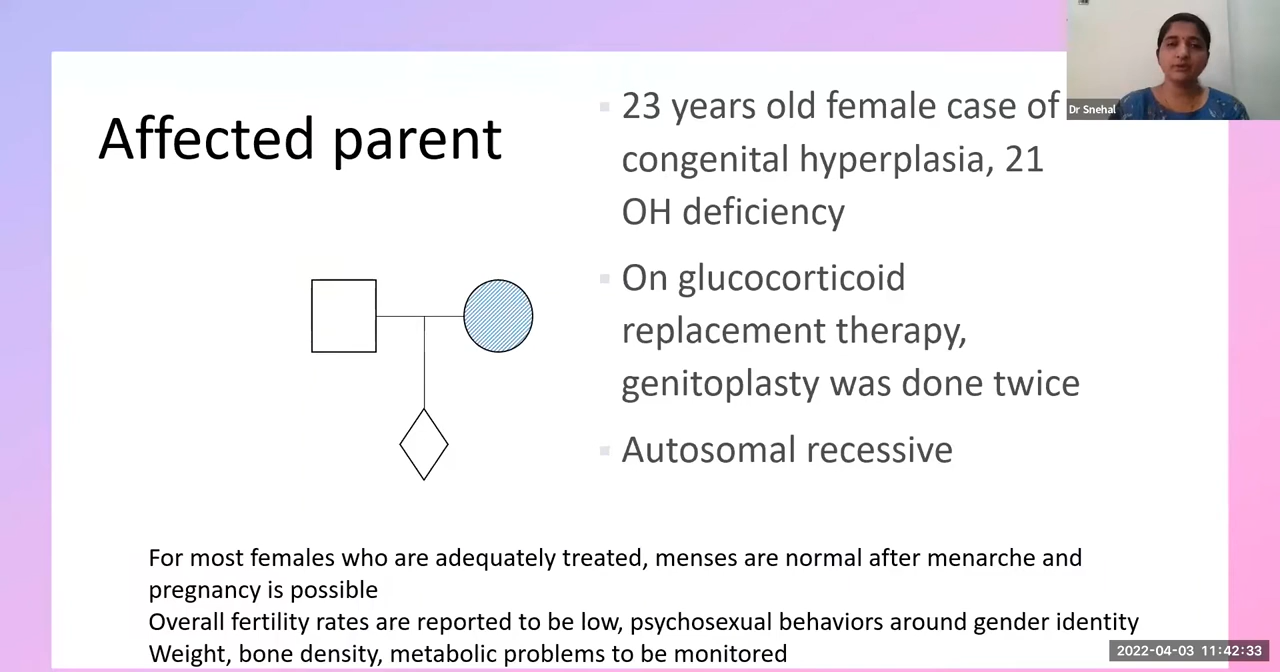 Dr Snehal
Affected parent
23 years old female case of
congenital hyperplasia, 21
OH deficiency
On glucocorticoid
replacement therapy,
genitoplasty was done twice
Autosomal recessive
For most females who are adequately treated, menses are normal after menarche and
pregnancy is possible
Overall fertility rates are reported to be low, psychosexual behaviors around gender identity
Weight, bone density, metabolic problems to be monitored
2022-04-03 11:42:33